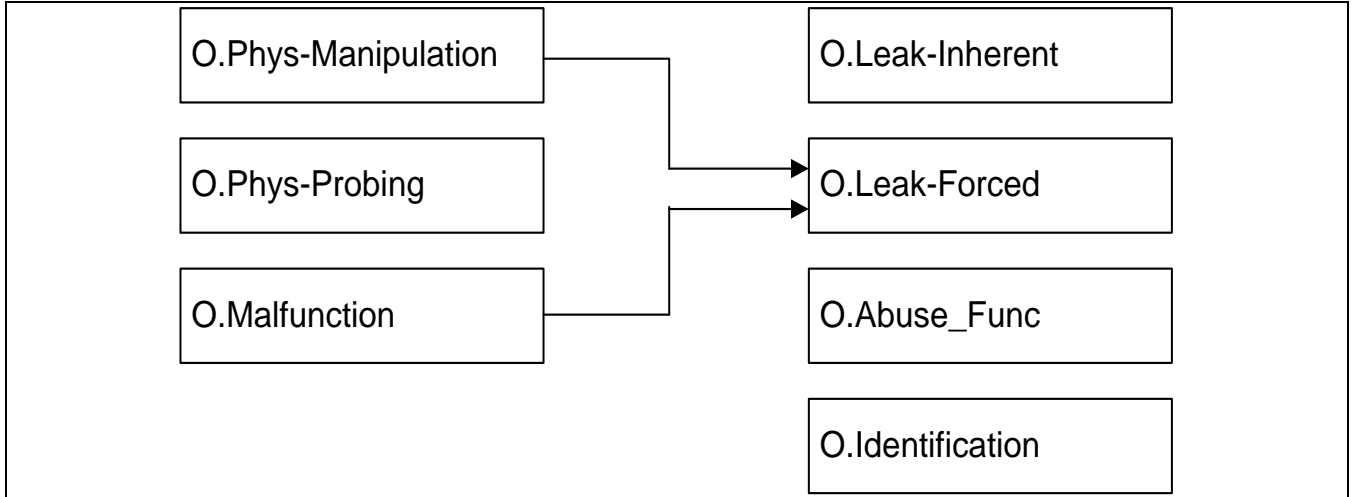 O.Phys-Manipulation
O.Leak-Inherent
O.Phys-Probing
O.Leak-Forced
O.Malfunction
O.Abuse_Func
O.Identification